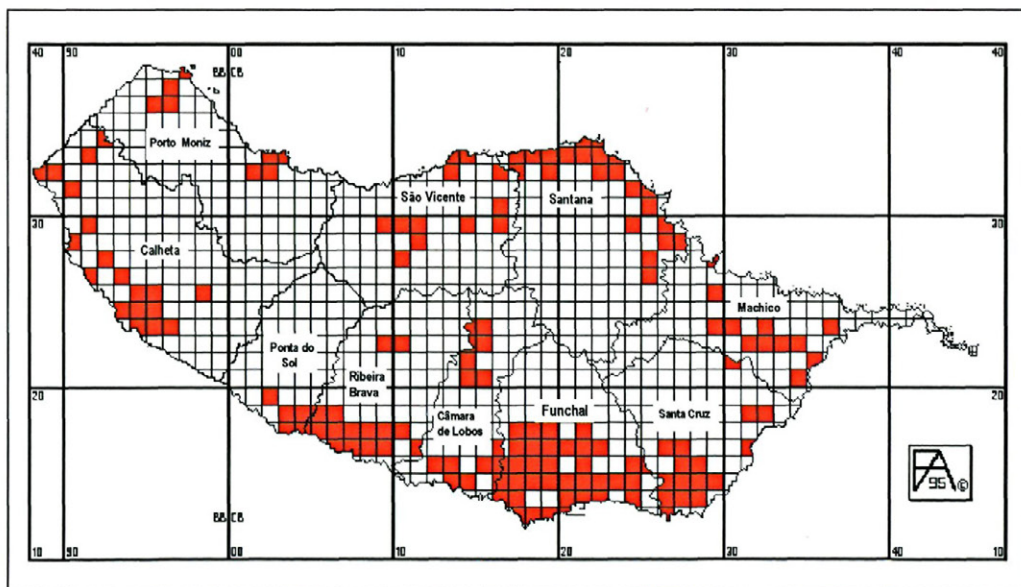 40 90 00 10 20 30 40
40
BB CB
Porto Moniz
São Vicente
Santana
30 30
Calheta
Machico
Ponta do
Sol
Ribeira
Brava
20 20
Câmara
de Lobos
Funchal
Santa Cruz
PA
95 ©
BB CB
10 90 00 10 20 30 40 10